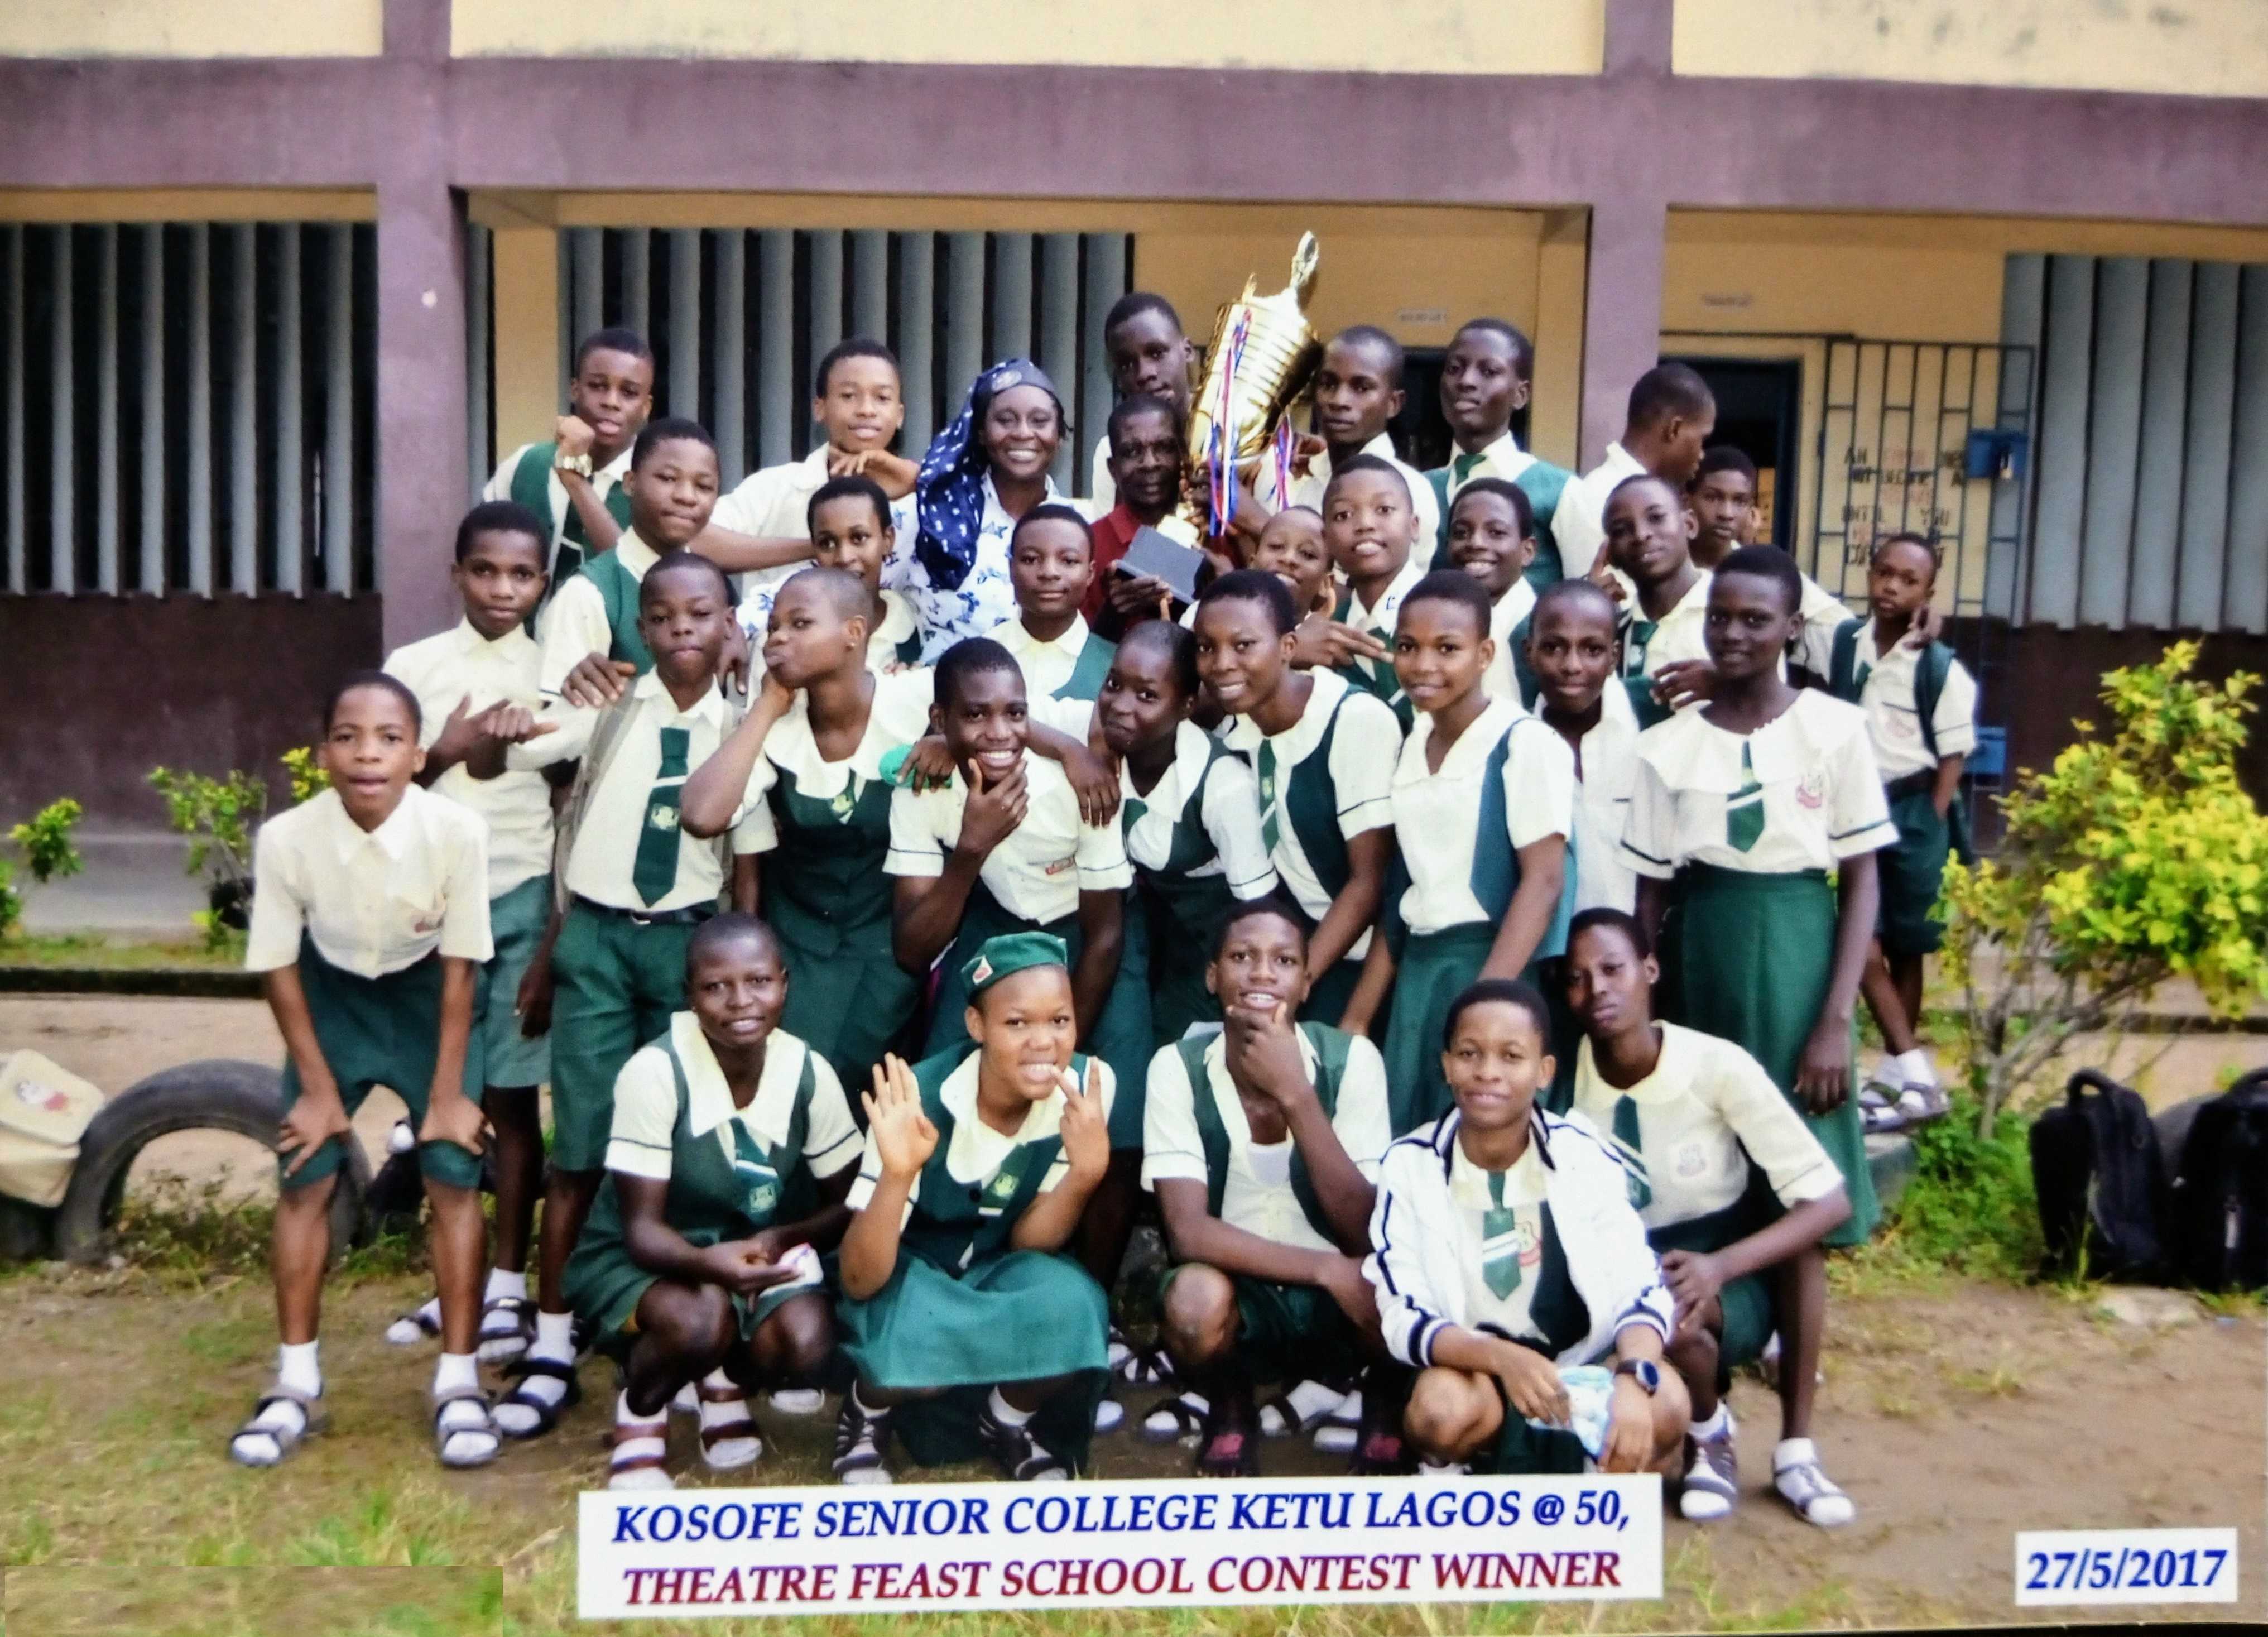 KOSOFE SENIOR COLLEGE KETU LAGOS @ 50,
THEATRE FEAST SCHOOL CONTEST WINNER
27/5/2017